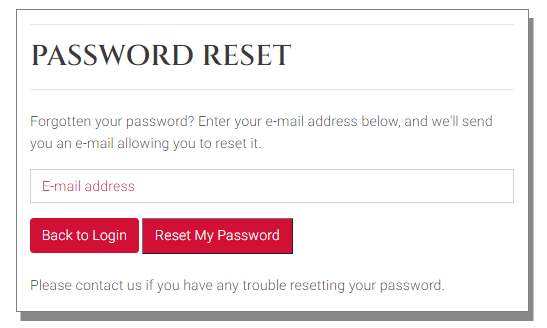 PASSWORD RESET
Forgotten your password? Enter your e-mail address below, and we'll send
you an e-mail allowing you to reset it.
E-mail address
Back to Login Reset My Password
Please contact us if you have any trouble resetting your password.